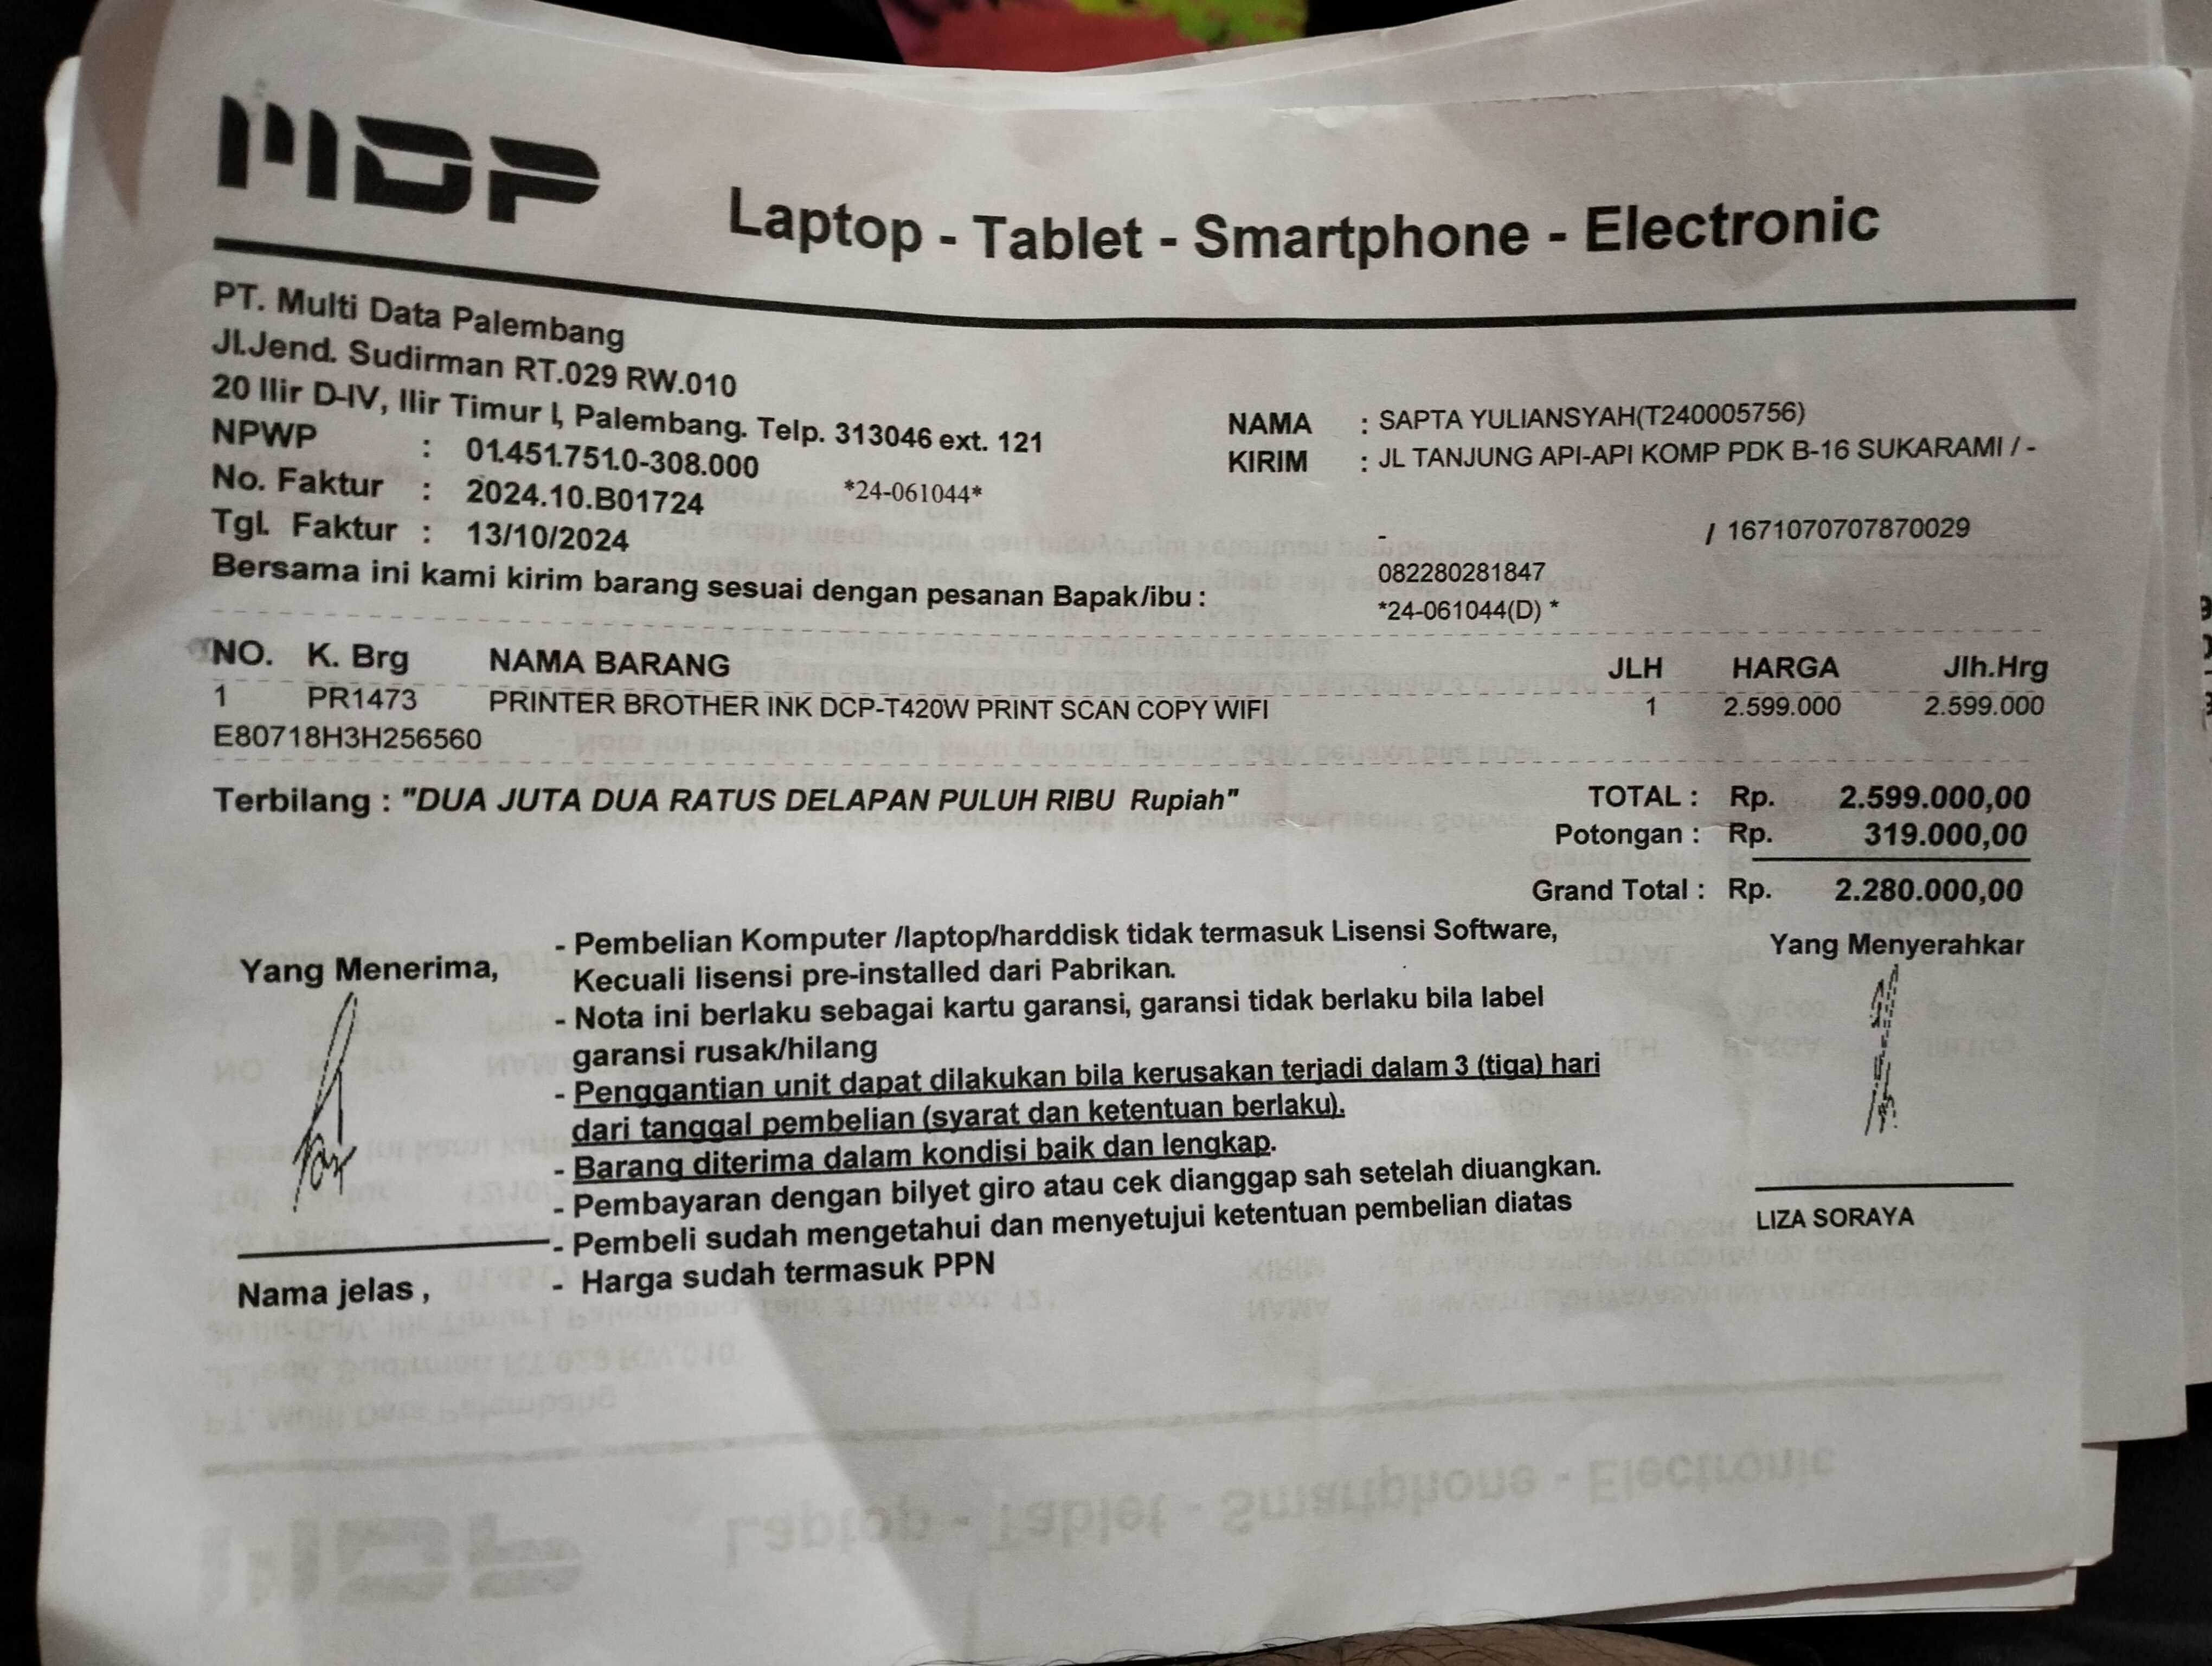 MDP
Laptop - Tablet - Smartphone - Electronic
PT. Multi Data Palembang
Jl.Jend. Sudirman RT.029 RW.010
20 Ilir D-IV, Ilir Timur I, Palembang. Telp. 313046 ext. 121
NPWP : 01.451.751.0-308.000
No. Faktur : 2024.10.B01724 *24-061044*
Tgl. Faktur : 13/10/2024
Bersama ini kami kirim barang sesuai dengan pesanan Bapak/ibu :
NAMA : SAPTA YULIANSYAH(T240005756)
KIRIM : JL TANJUNG API-API KOMP PDK B-16 SUKARAMI / -
- / 1671070707870029
082280281847
*24-061044(D) *
NO. K. Brg NAMA BARANG JLH HARGA Jlh.Hrg
1 PR1473 PRINTER BROTHER INK DCP-T420W PRINT SCAN COPY WIFI 1 2.599.000 2.599.000
E80718H3H256560
Terbilang : "DUA JUTA DUA RATUS DELAPAN PULUH RIBU Rupiah"
TOTAL : Rp. 2.599.000,00
Potongan : Rp. 319.000,00
Grand Total : Rp. 2.280.000,00
Yang Menerima,
- Pembelian Komputer /laptop/harddisk tidak termasuk Lisensi Software,
Kecuali lisensi pre-installed dari Pabrikan.
- Nota ini berlaku sebagai kartu garansi, garansi tidak berlaku bila label
garansi rusak/hilang
- Penggantian unit dapat dilakukan bila kerusakan terjadi dalam 3 (tiga) hari
dari tanggal pembelian (syarat dan ketentuan berlaku).
- Barang diterima dalam kondisi baik dan lengkap.
- Pembayaran dengan bilyet giro atau cek dianggap sah setelah diuangkan.
- Pembeli sudah mengetahui dan menyetujui ketentuan pembelian diatas
- Harga sudah termasuk PPN
Nama jelas ,
Yang Menyerahkar
LIZA SORAYA